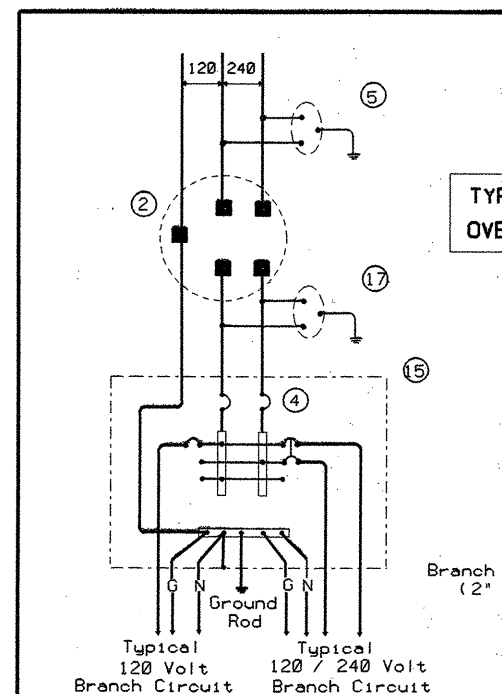 120 240
5
TYP
OVE
2
17
15
4
Branch
(2"
G N G N
Ground
Rod
Typical
120 Volt
Branch Circuit
Typical
120 / 240 Volt
Branch Circuit